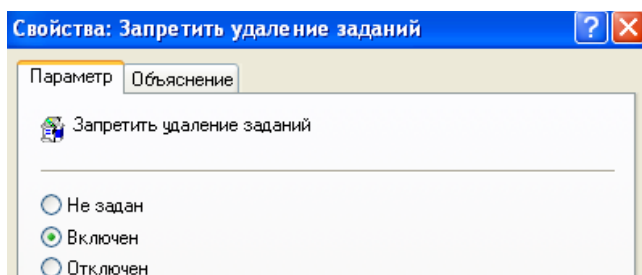 Свойства: Запретить удаление заданий
Параметр Объяснение
Запретить удаление заданий
Не задан
Включен
Отключен